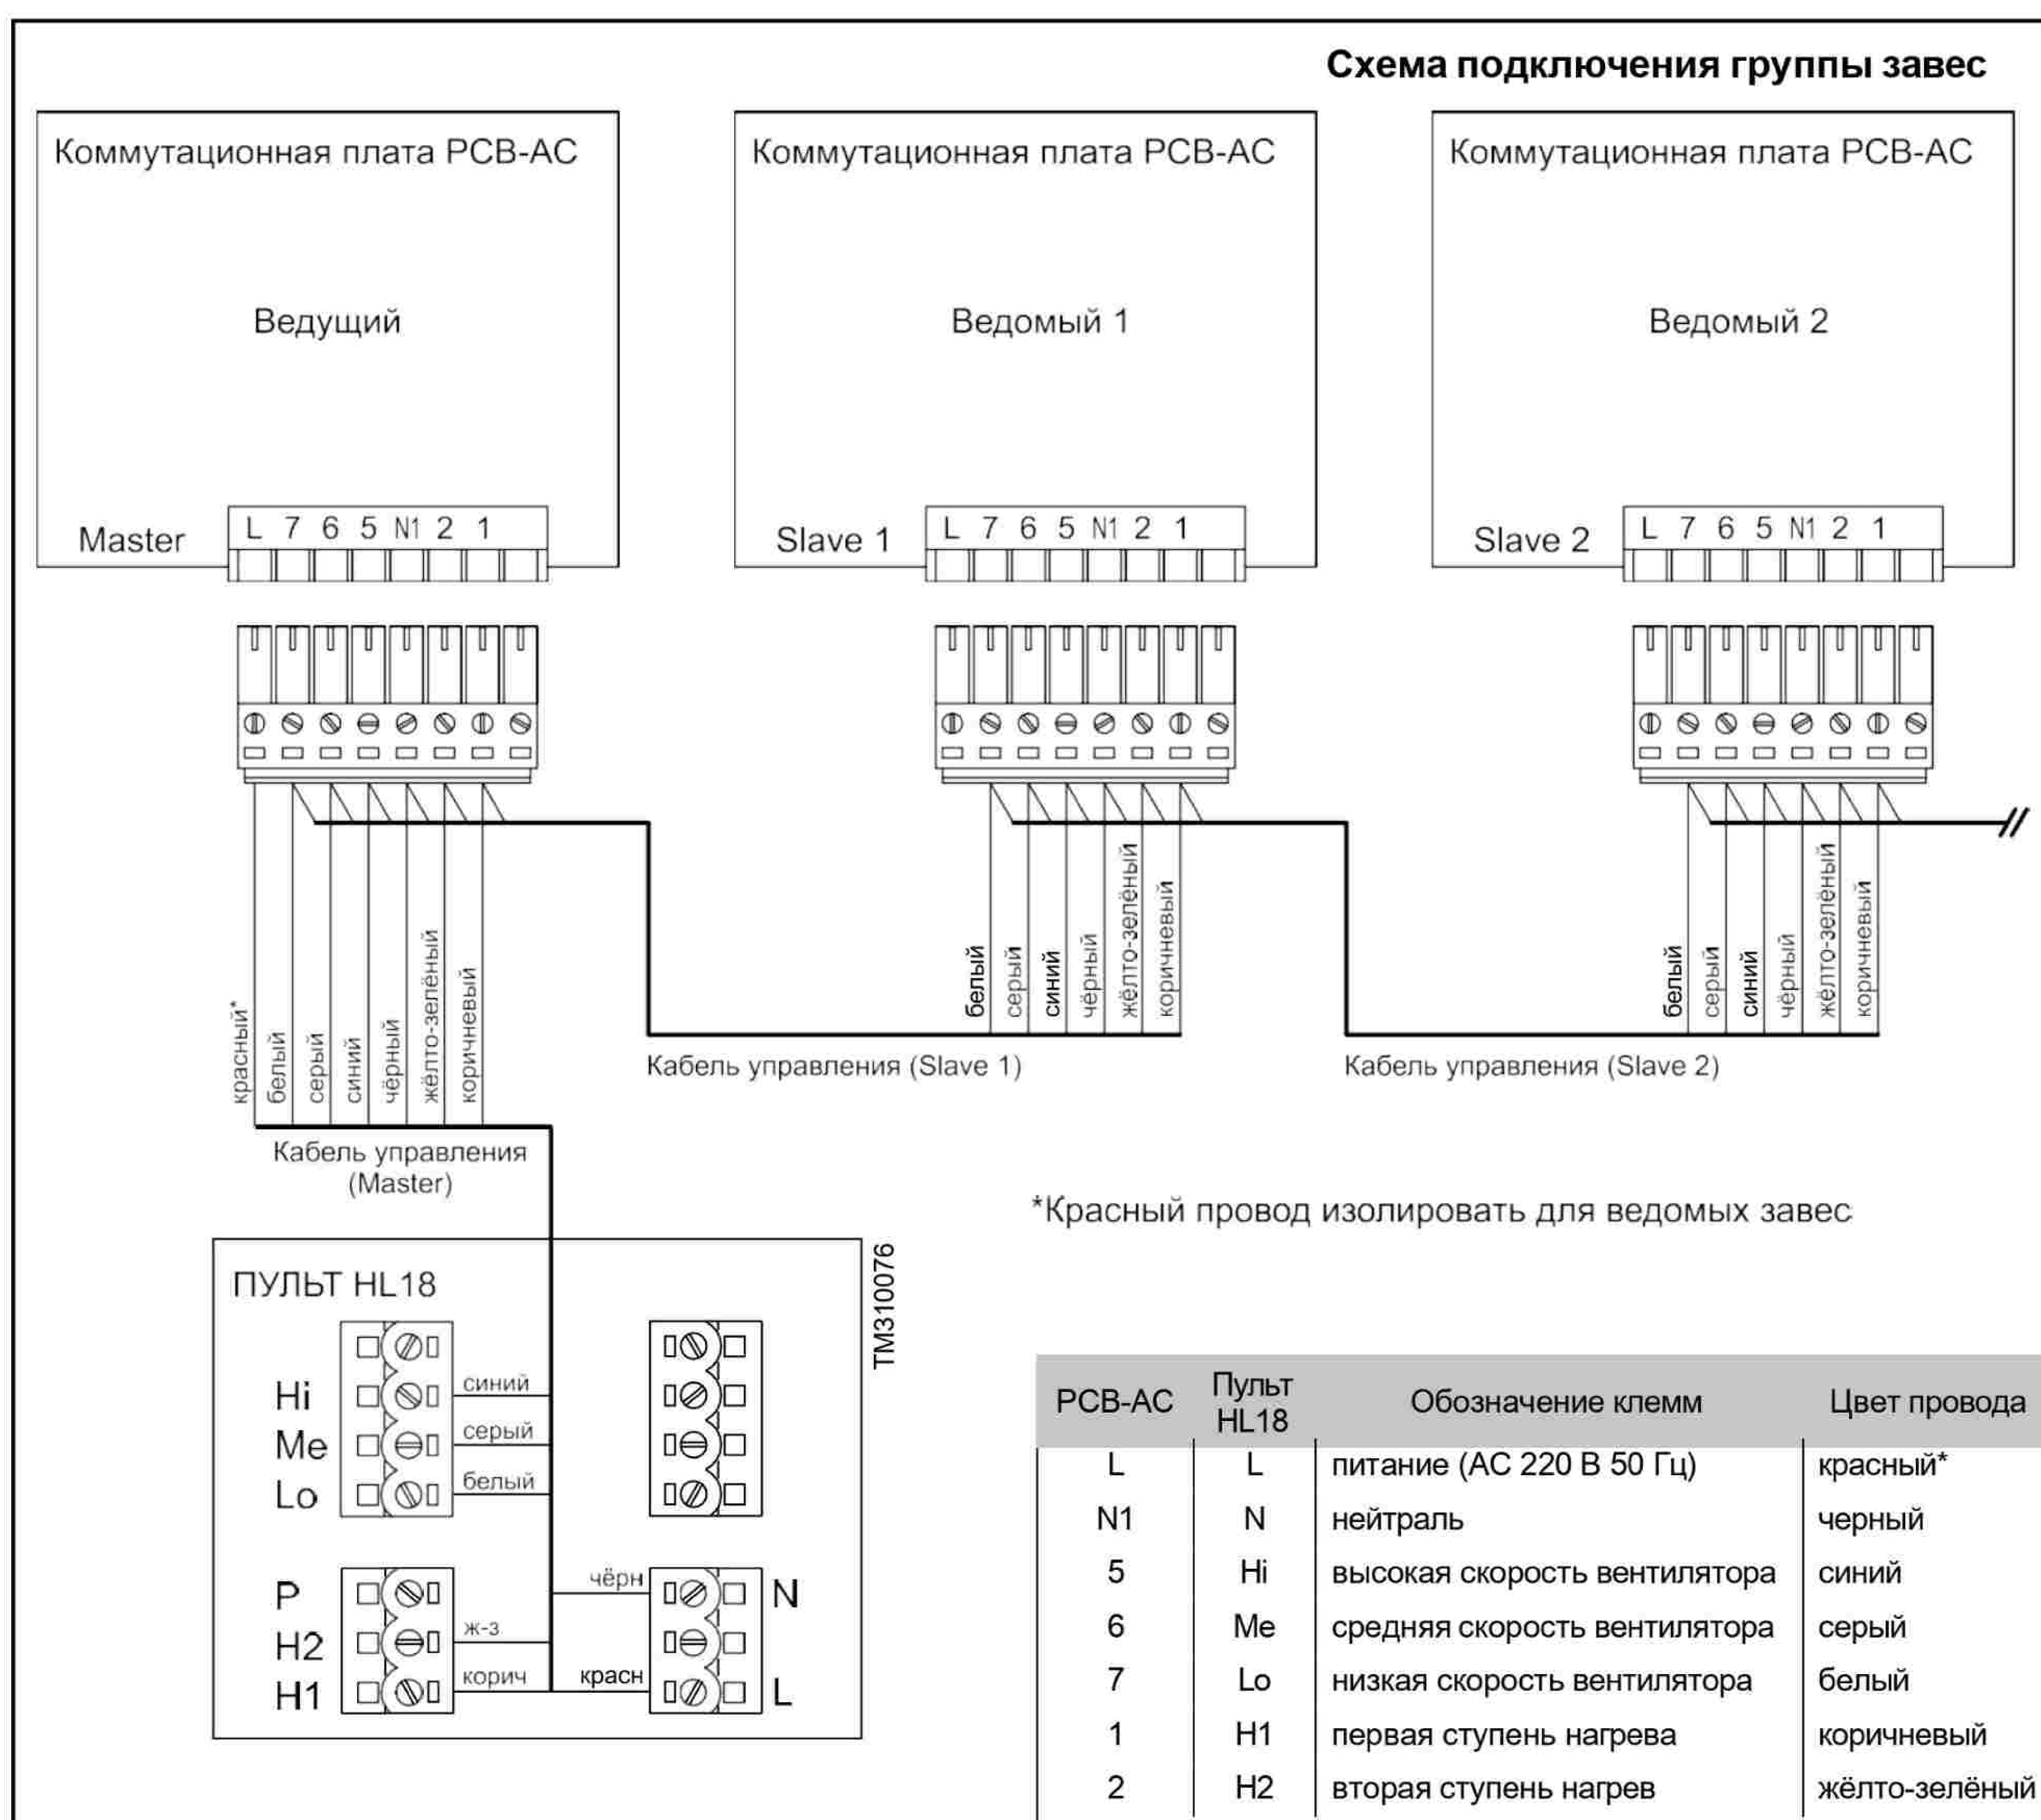 Схема подключения группы завес
Коммутационная плата PCB-AC
Ведущий
Master
L 7 6 5 N1 2 1
Коммутационная плата PCB-AC
Ведомый 1
Slave 1
L 7 6 5 N1 2 1
Коммутационная плата PCB-AC
Ведомый 2
Slave 2
L 7 6 5 N1 2 1
красный*
белый
серый
синий
чёрный
жёлто-зелёный
коричневый
Кабель управления
(Master)
белый
серый
синий
чёрный
жёлто-зелёный
коричневый
Кабель управления (Slave 1)
белый
серый
синий
чёрный
жёлто-зелёный
коричневый
Кабель управления (Slave 2)
*Красный провод изолировать для ведомых завес
ПУЛЬТ HL18
TM310076
Hi синий
Me серый
Lo белый
P
H2 ж-з
H1 корич
чёрн N
красн L
PCB-AC Пульт HL18 Обозначение клемм Цвет провода
L L питание (AC 220 В 50 Гц) красный*
N1 N нейтраль черный
5 Hi высокая скорость вентилятора синий
6 Me средняя скорость вентилятора серый
7 Lo низкая скорость вентилятора белый
1 H1 первая ступень нагрева коричневый
2 H2 вторая ступень нагрев жёлто-зелёный